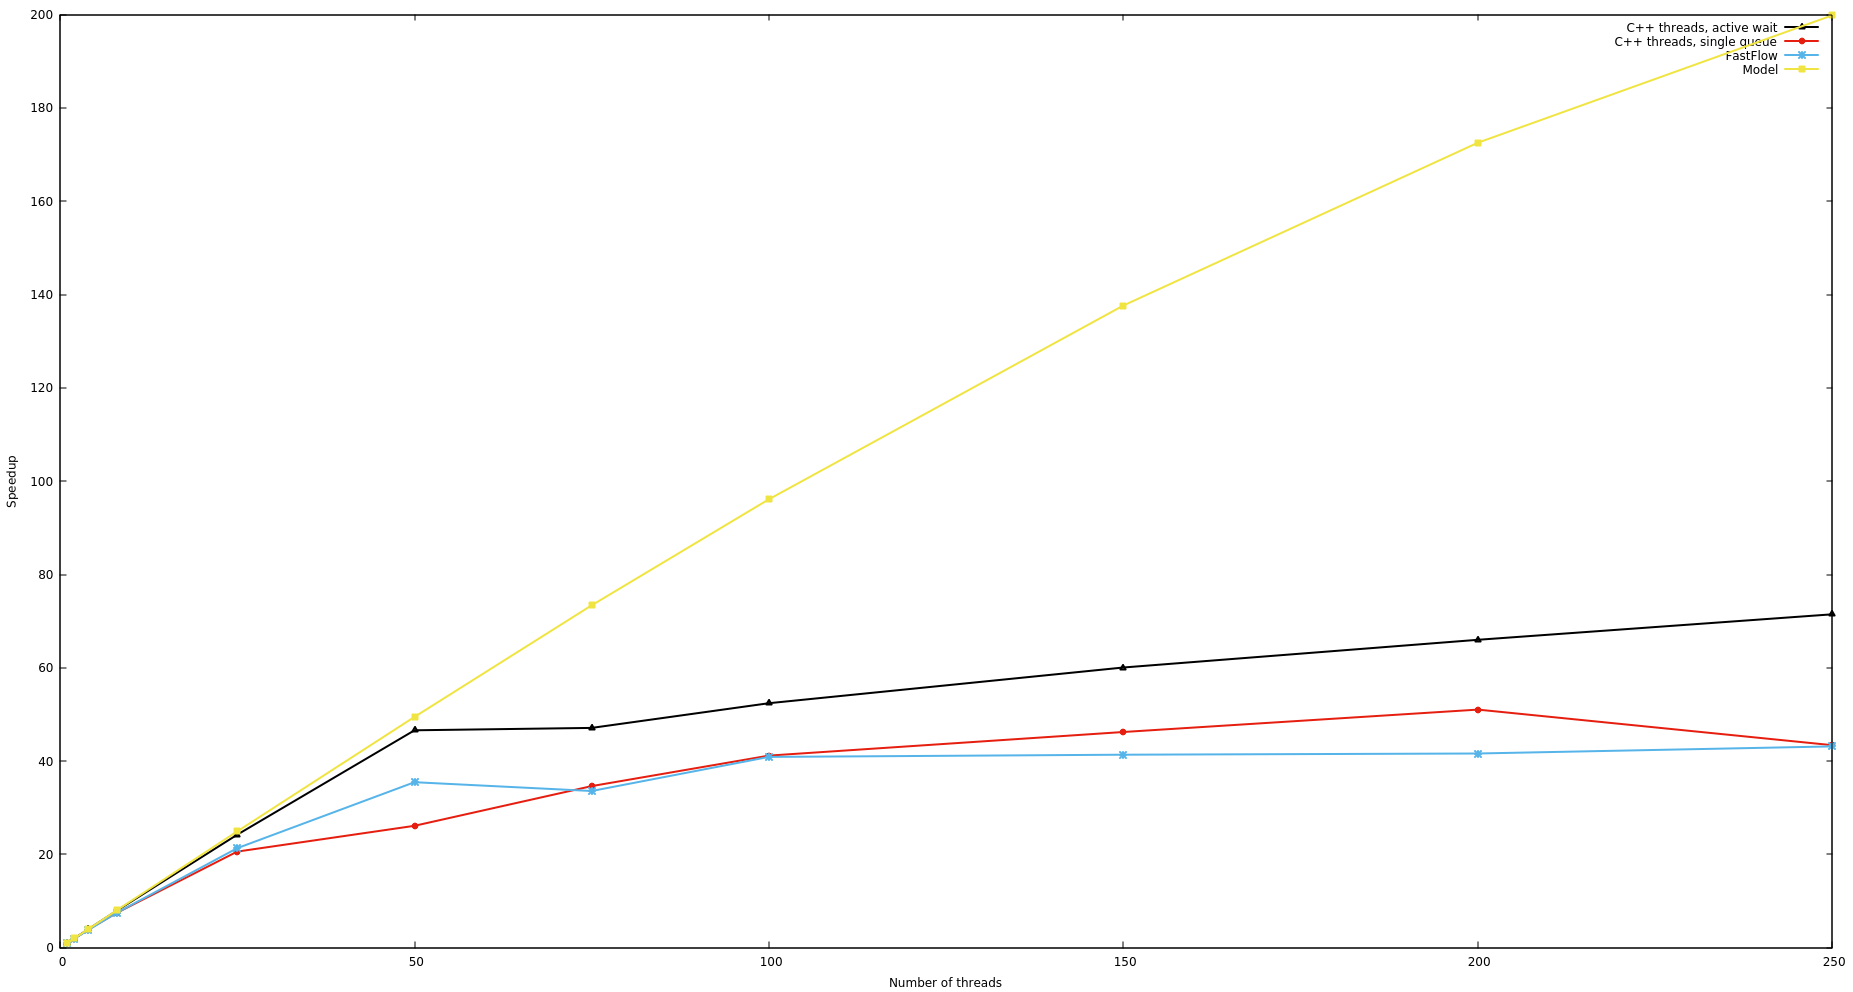 200
180
160
140
120
100
80
60
40
20
0
Speedup
C++ threads, active wait
C++ threads, single queue
FastFlow
Model
0 50 100 150 200 250
Number of threads